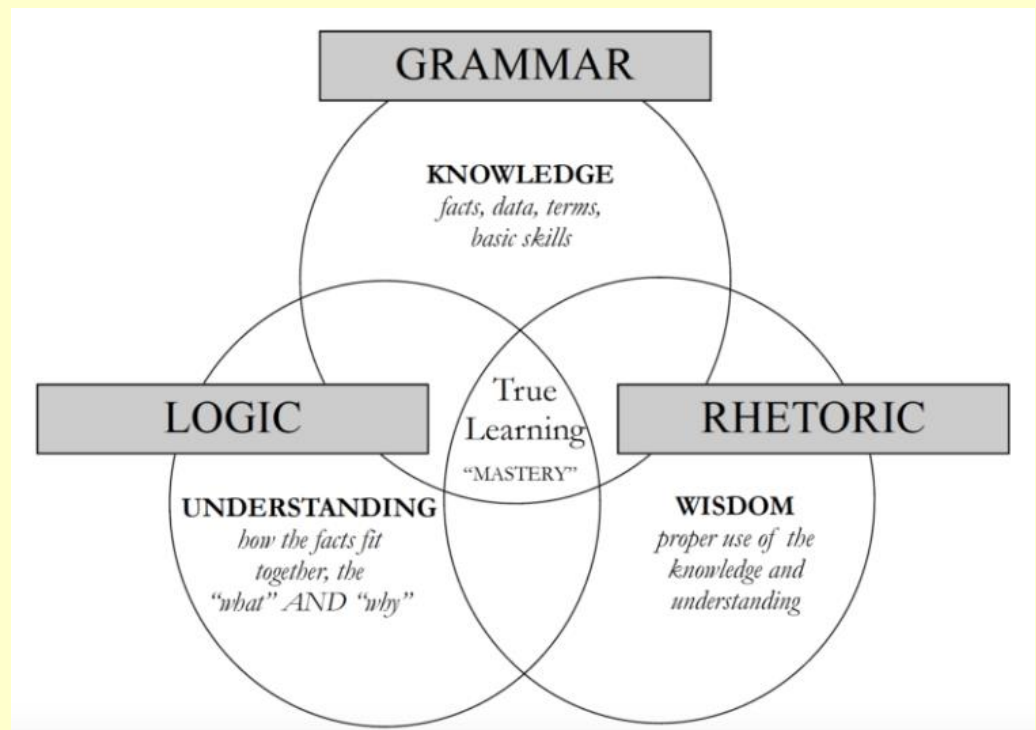 GRAMMAR
KNOWLEDGE
facts, data, terms,
basic skills
True
Learning
"MASTERY"
LOGIC
UNDERSTANDING
how the facts fit
together, the
"what" AND "why"
RHETORIC
WISDOM
proper use of the
knowledge and
understanding